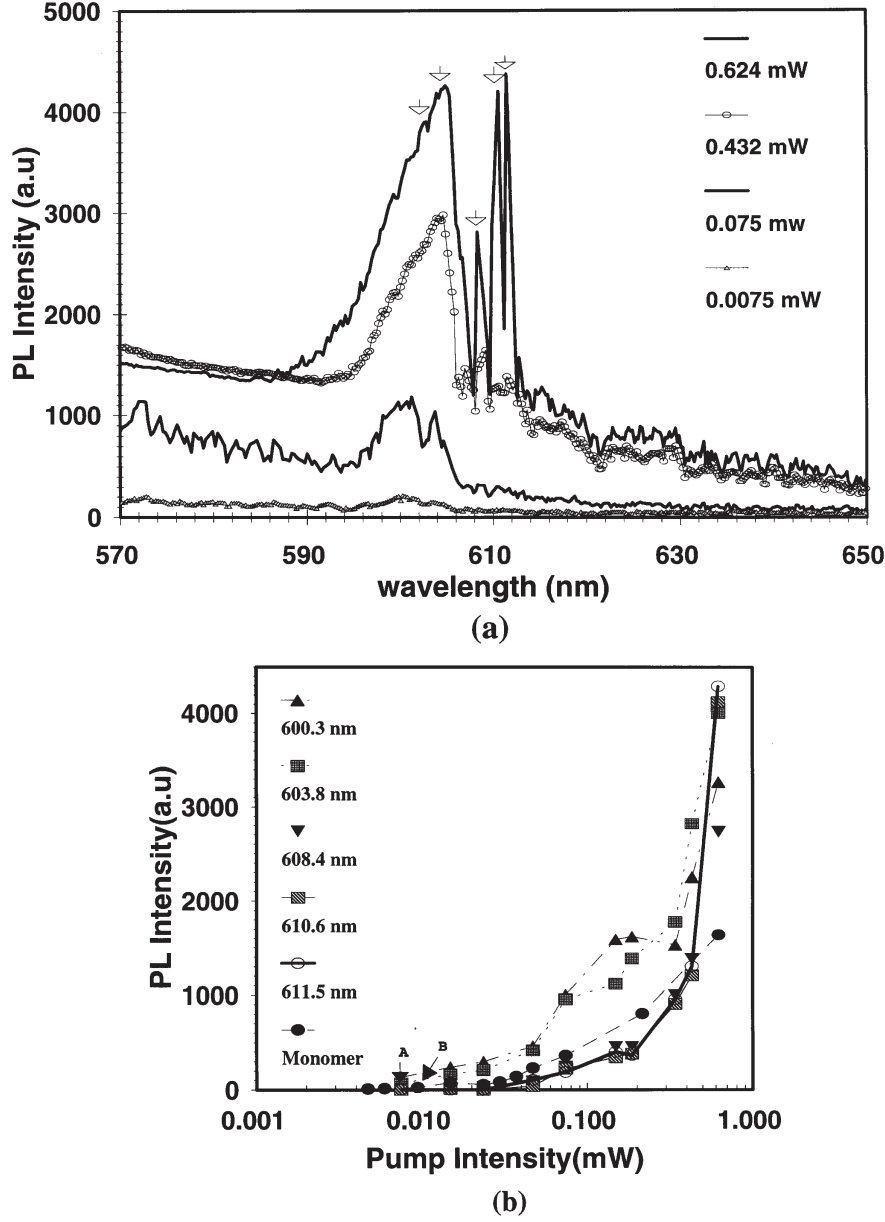 5000
4000
3000
2000
1000
0
PL Intensity (a.u)
0.624 mW
0.432 mW
0.075 mw
0.0075 mW
570
590
610
630
650
wavelength (nm)
(a)
4000
3000
2000
1000
0
PL Intensity(a.u)
600.3 nm
603.8 nm
608.4 nm
610.6 nm
611.5 nm
Monomer
A
B
0.001
0.010
0.100
1.000
Pump Intensity(mW)
(b)